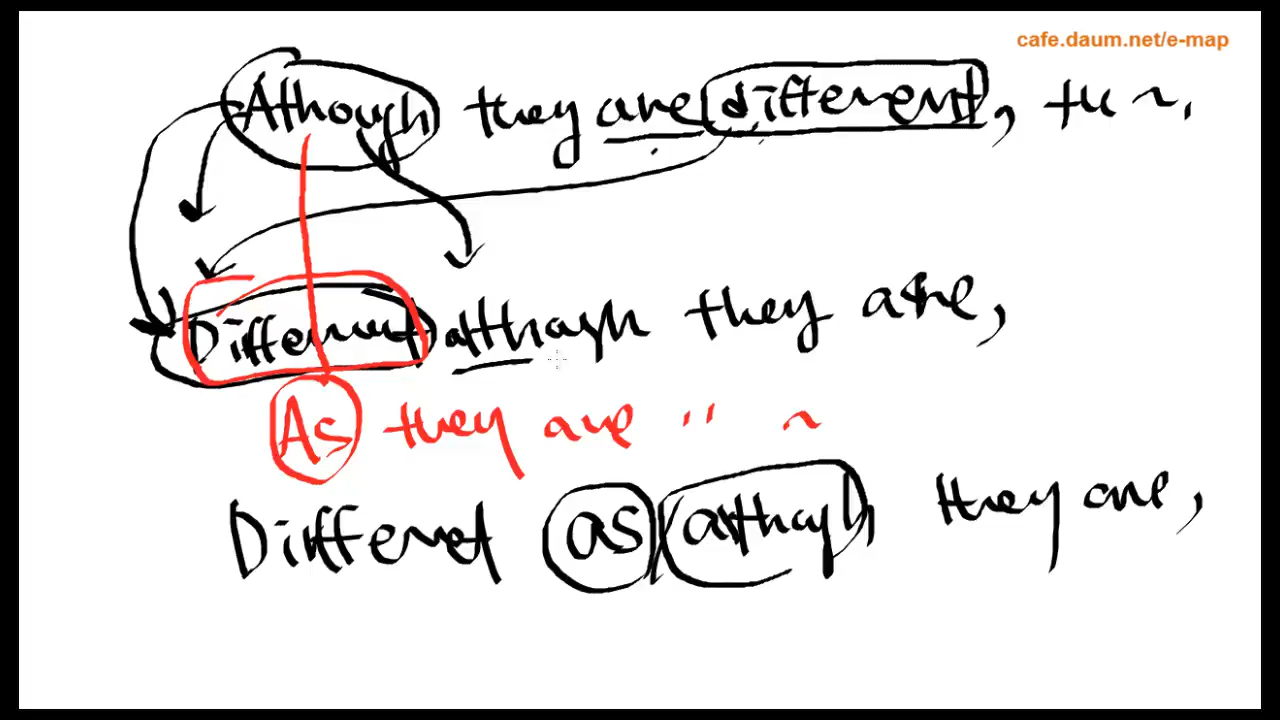 cafe.daum.net/e-map
Although they are different, ~.
Different although they are,
As they are " ~
Different as / although they are,